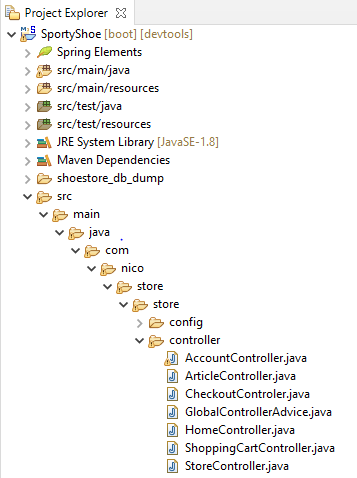 Project Explorer
SportyShoe [boot] [devtools]
Spring Elements
src/main/java
src/main/resources
src/test/java
src/test/resources
JRE System Library [JavaSE-1.8]
Maven Dependencies
shoestore_db_dump
src
main
java
com
nico
store
store
config
controller
AccountController.java
ArticleController.java
CheckoutControler.java
GlobalControllerAdvice.java
HomeController.java
ShoppingCartController.java
StoreController.java